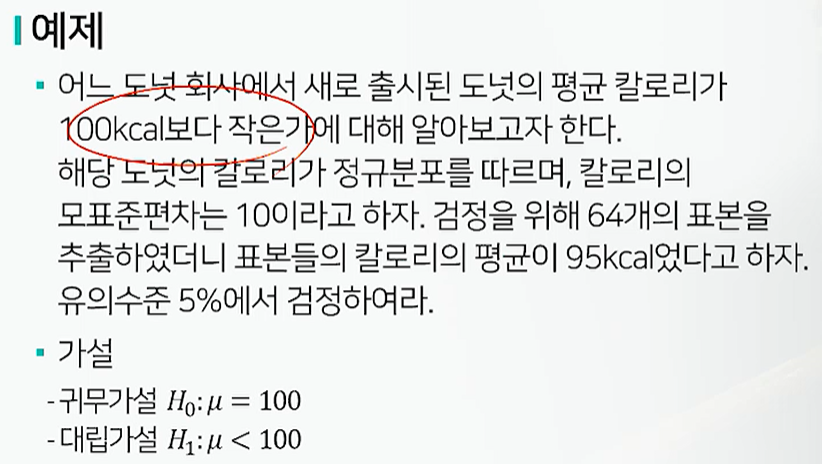 예제
어느 도넛 회사에서 새로 출시된 도넛의 평균 칼로리가
100kcal보다 작은가에 대해 알아보고자 한다.
해당 도넛의 칼로리가 정규분포를 따르며, 칼로리의
모표준편차는 10이라고 하자. 검정을 위해 64개의 표본을
추출하였더니 표본들의 칼로리의 평균이 95kcal었다고 하자.
유의수준 5%에서 검정하여라.
가설
-귀무가설 H₀: μ = 100
-대립가설 H₁: μ < 100